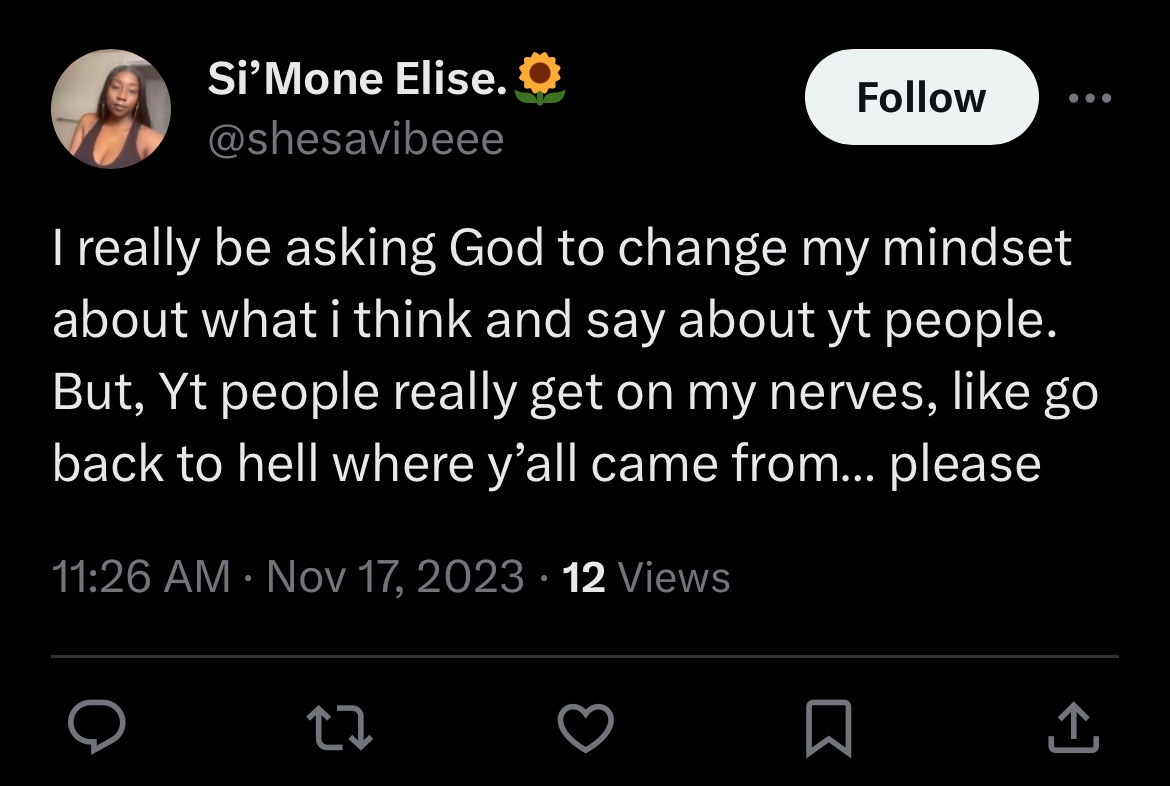 Si’Mone Elise.🌻
Follow
@shesavibeee
I really be asking God to change my mindset
about what i think and say about yt people.
But, Yt people really get on my nerves, like go
back to hell where y’all came from... please
11:26 AM · Nov 17, 2023 · 12 Views